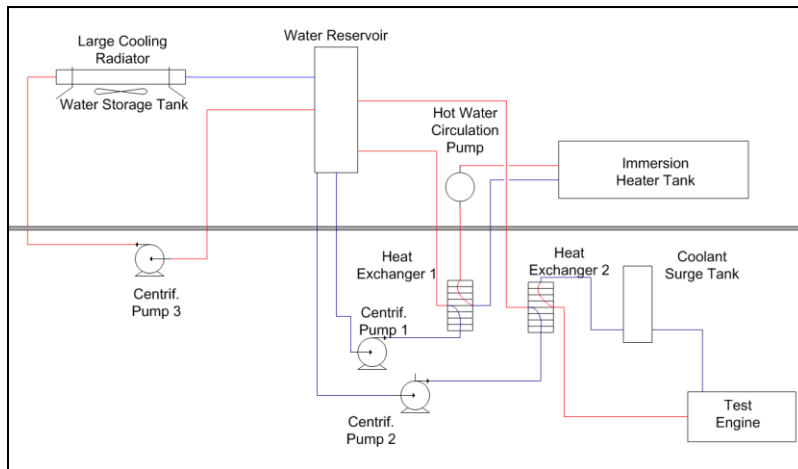 Water Reservoir
Large Cooling
Radiator
Water Storage Tank
Hot Water
Circulation
Pump
Immersion
Heater Tank
Heat
Exchanger 1
Heat
Exchanger 2
Coolant
Surge Tank
Centrif.
Pump 3
Centrif.
Pump 1
Centrif.
Pump 2
Test
Engine